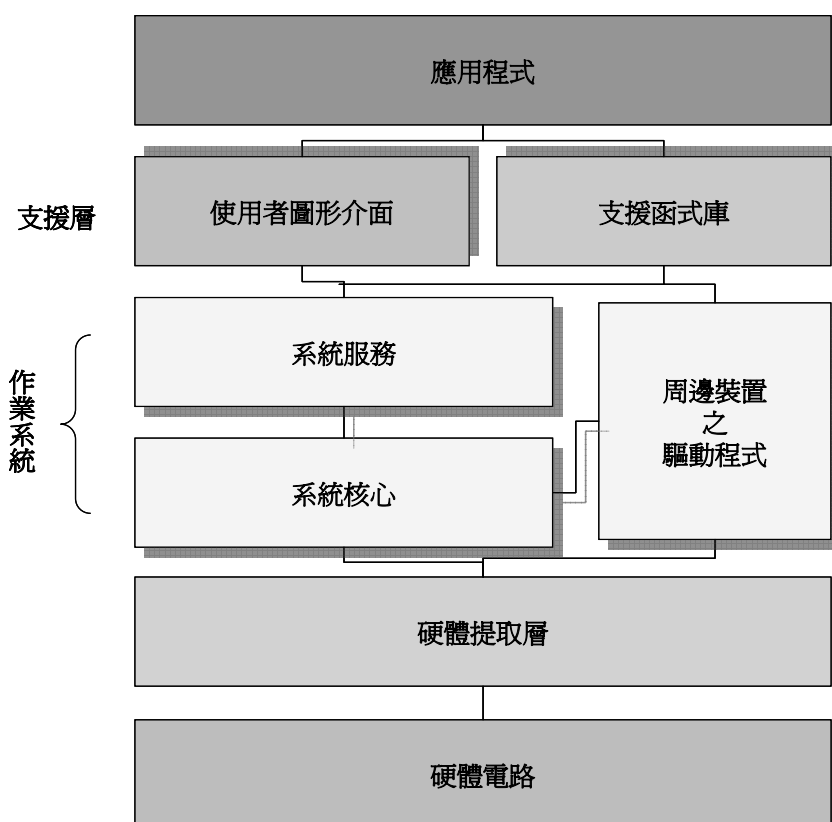 應用程式
支援層
使用者圖形介面
支援函式庫
作業系統
系統服務
系統核心
周邊裝置
之
驅動程式
硬體提取層
硬體電路